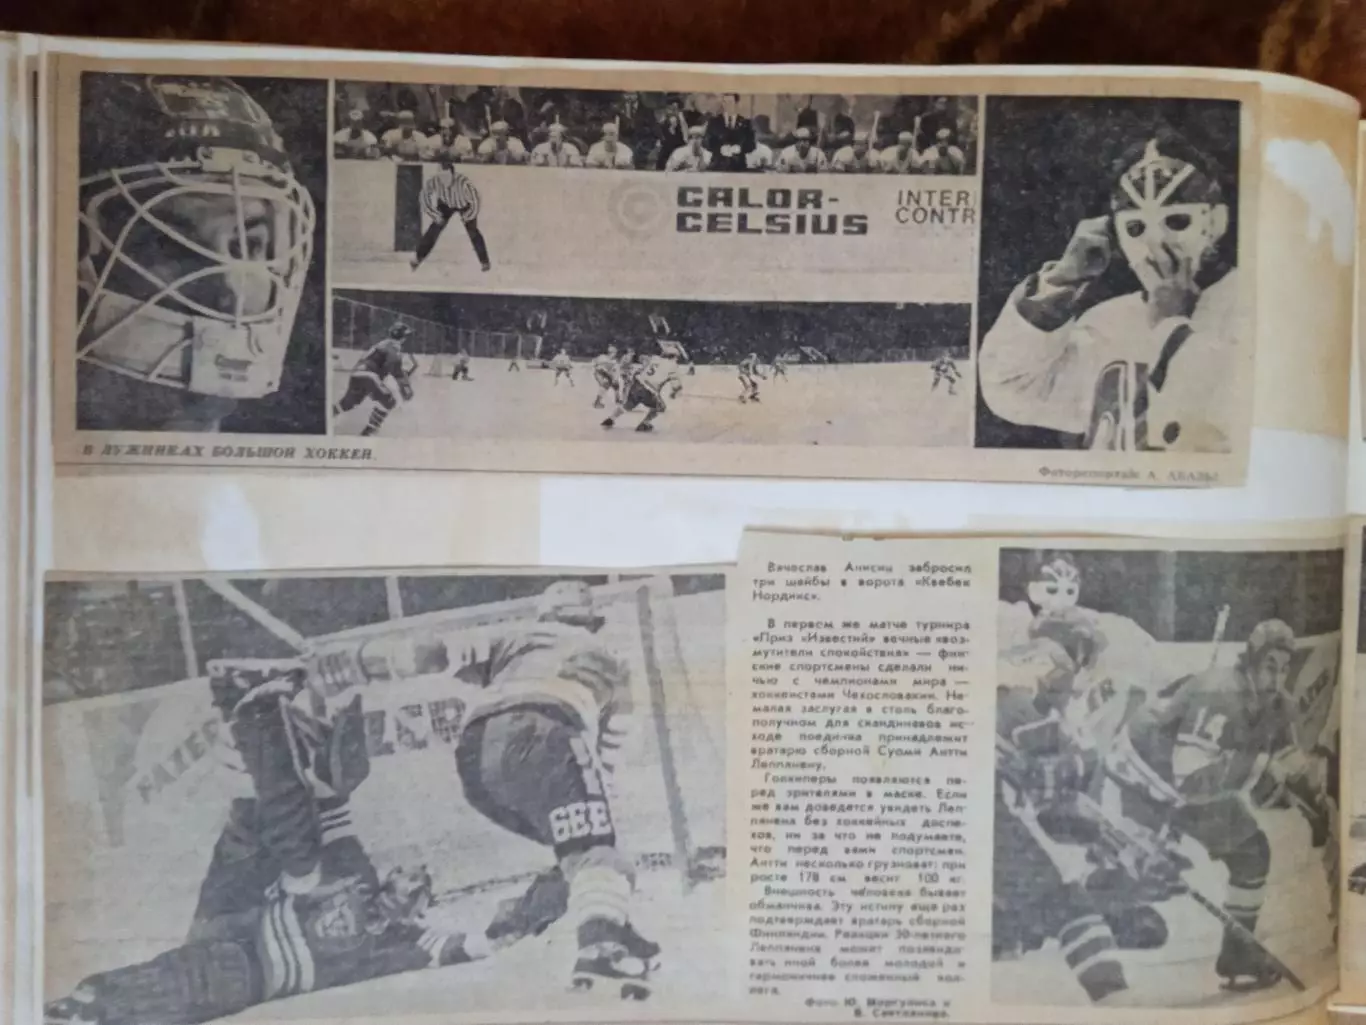 CALOR-
CELSIUS
INTER
CONTR
В ЛУЖНИКАХ БОЛЬШОЙ ХОККЕЙ.
Фоторепортаж А.
Вячеслав Анисин забросил
три шайбы в ворота «Квебек
Нордикс».
В первом же матче турнира
«Приз «Известий» вечные «воз-
мутители спокойствия» — фин-
ские спортсмены сделали ни-
чью с чемпионами мира —
хоккеистами Чехословакии. Не-
малая заслуга в столь благо-
получном для скандинавов ис-
ходе поединка принадлежит
вратарю сборной Суоми Антти
Леппянену.
Голкиперы появляются пе-
ред зрителями в маске. Если
же вам доведется увидеть Леп-
пянена без хоккейных доспе-
хов, ни за что не подумаете,
что перед вами спортсмен.
Антти несколько грузноват: при
росте 178 см весит 100 кг.
Внешность человека бывает
обманчива. Эту истину еще раз
подтверждает вратарь сборной
Финляндии. Реакции 30-летнего
Леппянена может позавидо-
вать иной более молодой и
гармоничнее сложенный кол-
лега.
Фото Ю. Моргулиса и
В. Светланова.
14